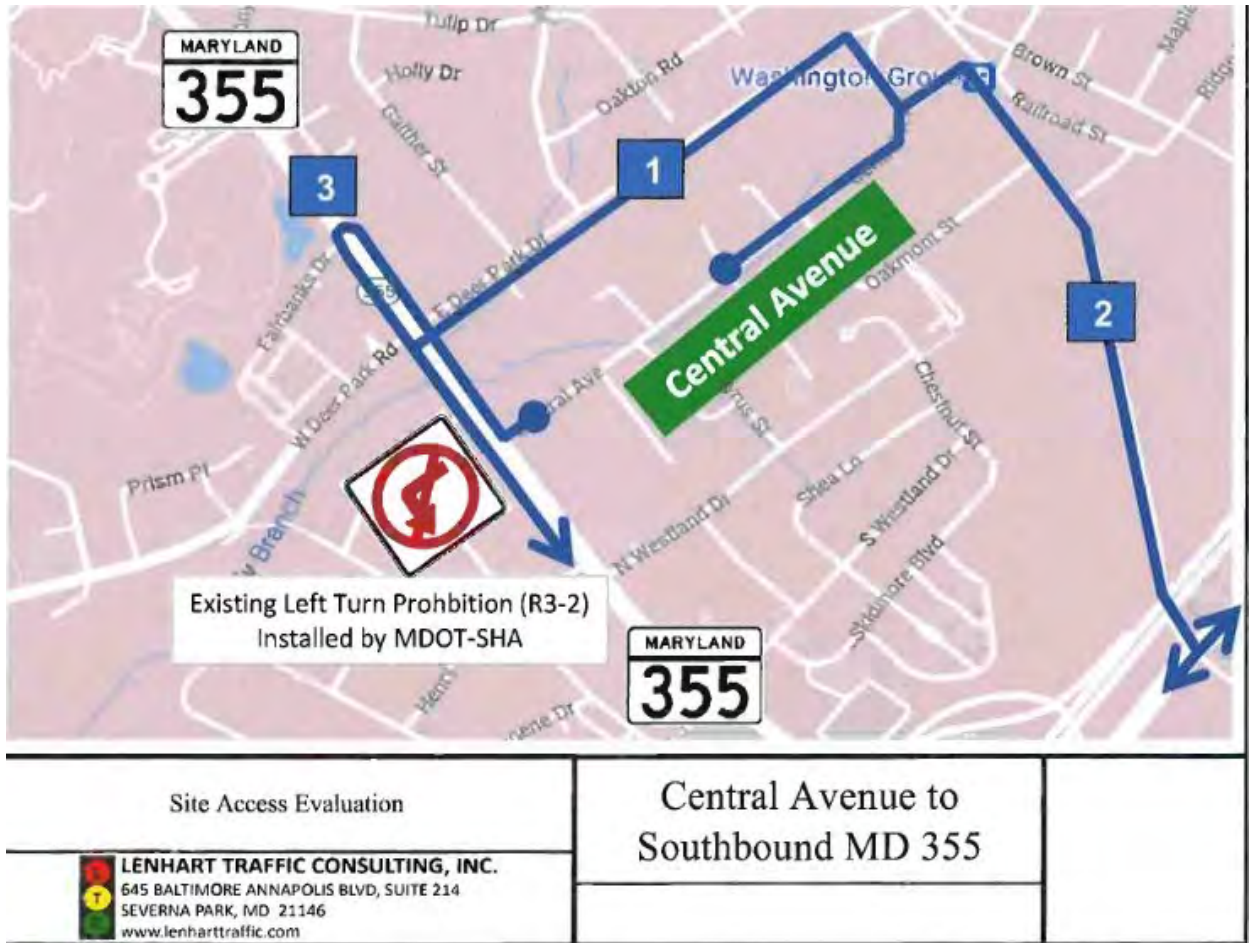 Tulip Dr
Brown St
MARYLAND
355
Holly Dr
Oakton Rd
Railroad St
Gaither St
1
3
E Deer Park Dr
Central Avenue
Oakmont St
Fairbanks Dr
2
W Deer Park Rd
Chestnut St
Prism Pl
Shea Ln
S Westland Dr
N Westland Dr
Branch
Skidmore Blvd
Existing Left Turn Prohbition (R3-2)
Installed by MDOT-SHA
MARYLAND
355
Site Access Evaluation
Central Avenue to
Southbound MD 355
LENHART TRAFFIC CONSULTING, INC.
645 BALTIMORE ANNAPOLIS BLVD, SUITE 214
SEVERNA PARK, MD 21146
www.lenharttraffic.com